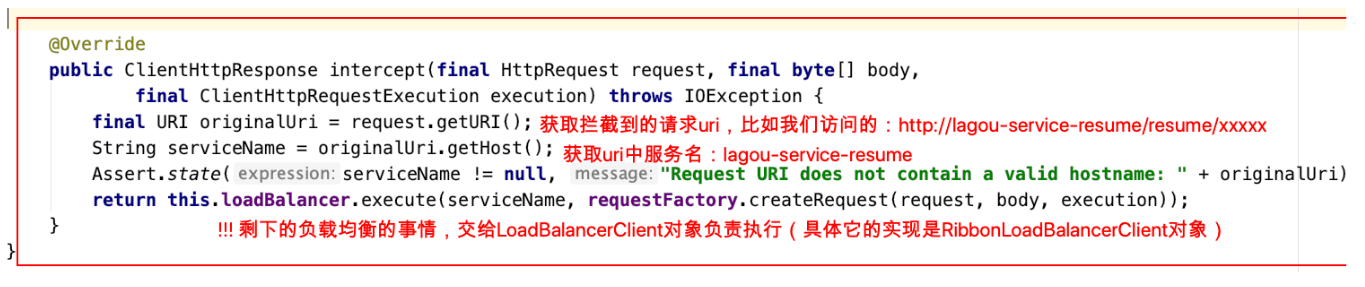 @Override
public ClientHttpResponse intercept(final HttpRequest request, final byte[] body,
final ClientHttpRequestExecution execution) throws IOException {
final URI originalUri = request.getURI(); 获取拦截到的请求uri，比如我们访问的：http://lagou-service-resume/resume/xxxxx
String serviceName = originalUri.getHost(); 获取uri中服务名：lagou-service-resume
Assert.state( expression: serviceName != null, message: "Request URI does not contain a valid hostname: " + originalUri)
return this.loadBalancer.execute(serviceName, requestFactory.createRequest(request, body, execution));
} !!! 剩下的负载均衡的事情，交给LoadBalancerClient对象负责执行（具体它的实现是RibbonLoadBalancerClient对象）
}